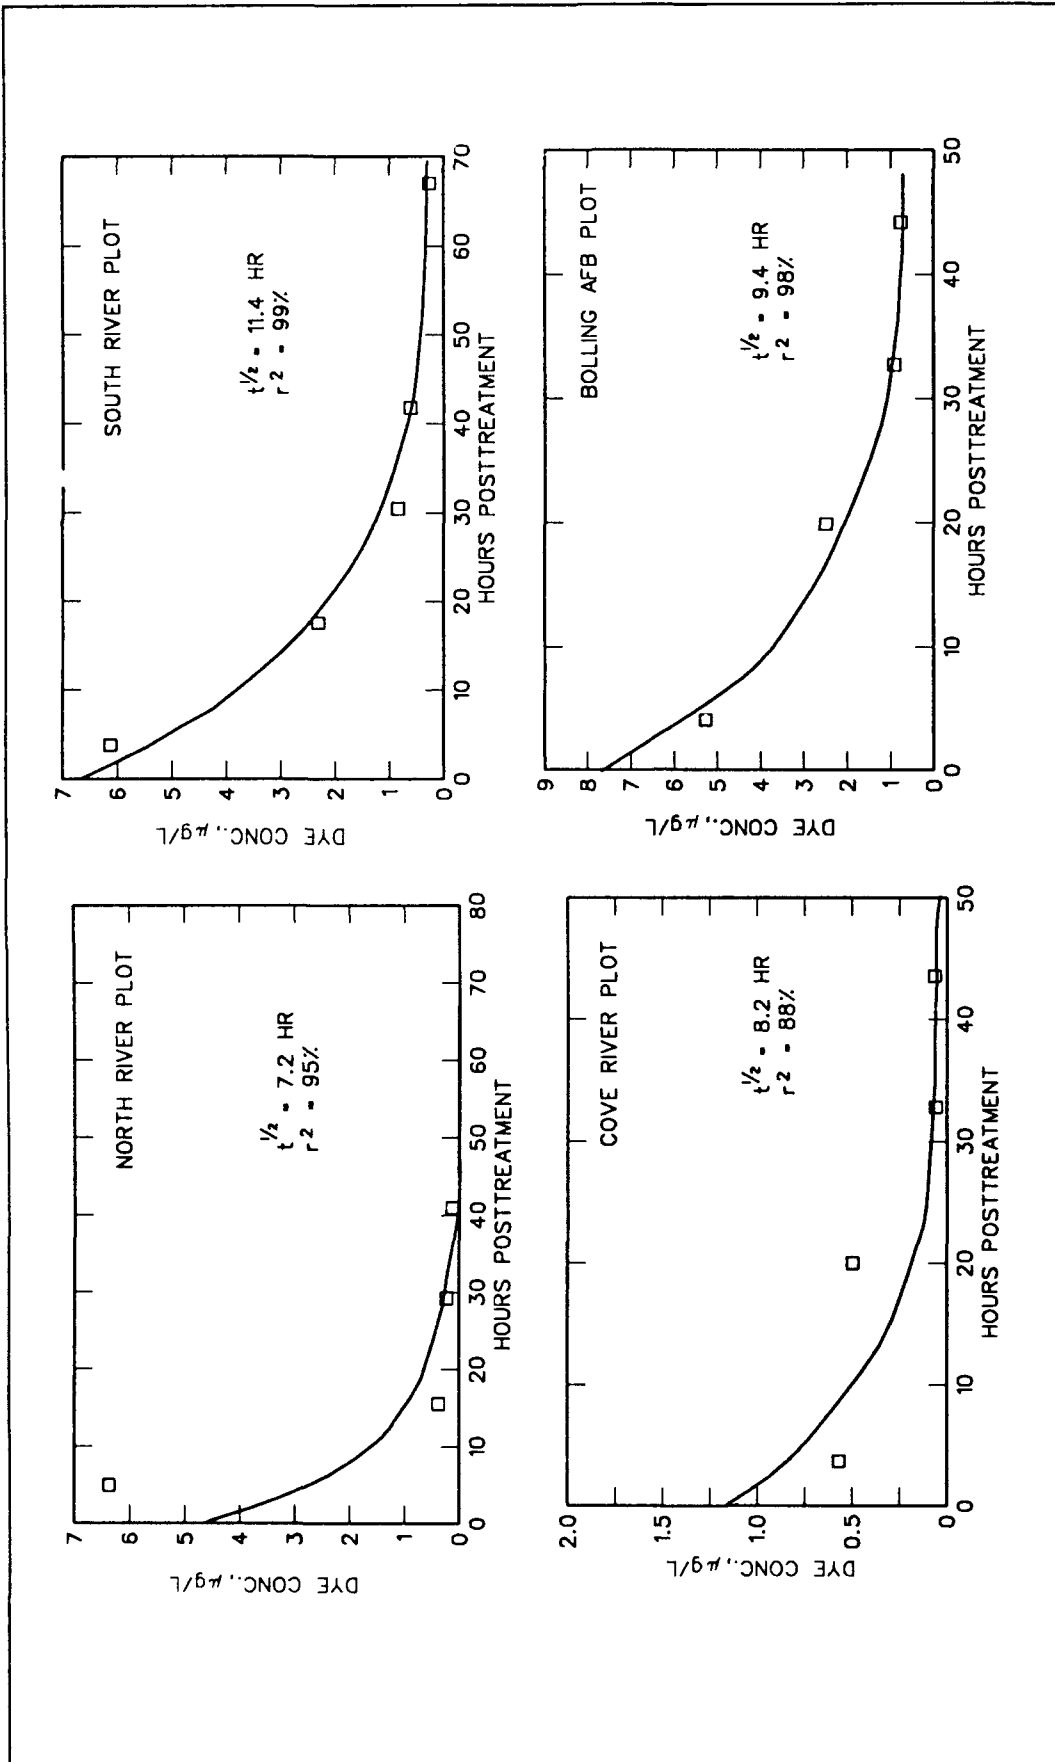 NORTH RIVER PLOT
t½ = 7.2 HR
r2 = 95%
DYE CONC., μg/L
7
6
5
4
3
2
1
0
0 10 20 30 40 50 60 70 80
HOURS POSTTREATMENT
SOUTH RIVER PLOT
t½ = 11.4 HR
r2 = 99%
DYE CONC., μg/L
7
6
5
4
3
2
1
0
0 10 20 30 40 50 60 70
HOURS POSTTREATMENT
COVE RIVER PLOT
t½ = 8.2 HR
r2 = 88%
DYE CONC., μg/L
2.0
1.5
1.0
0.5
0
0 10 20 30 40 50
HOURS POSTTREATMENT
BOLLING AFB PLOT
t½ = 9.4 HR
r2 = 98%
DYE CONC., μg/L
9
8
7
6
5
4
3
2
1
0
0 10 20 30 40 50
HOURS POSTTREATMENT